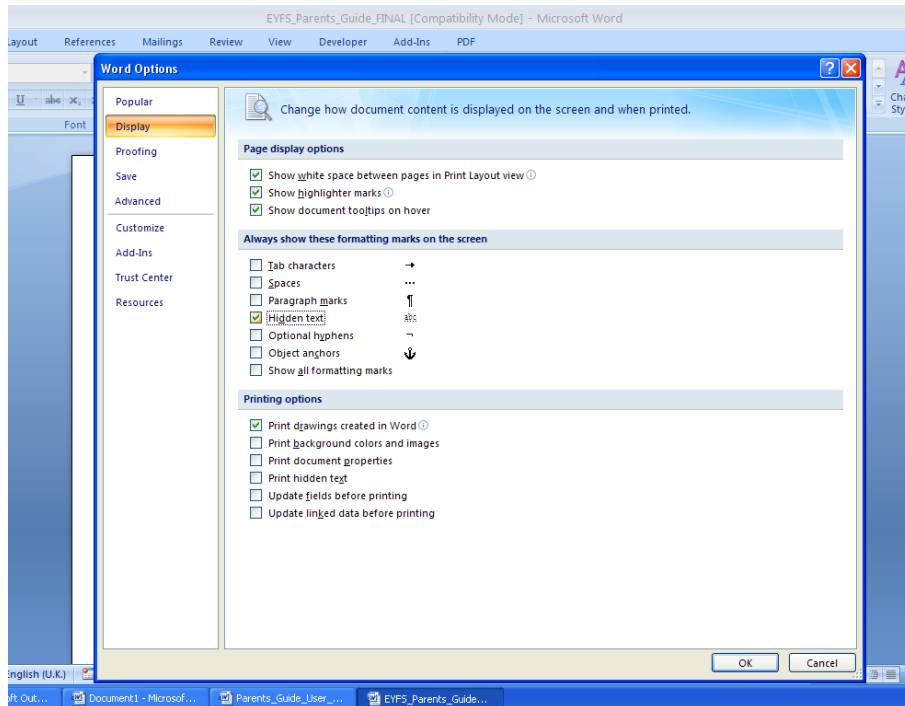 EYFS_Parents_Guide_FINAL [Compatibility Mode] - Microsoft Word
Layout References Mailings Review View Developer Add-Ins PDF
Word Options
U abc x
Font
Popular
Display
Proofing
Save
Advanced
Customize
Add-Ins
Trust Center
Resources
Change how document content is displayed on the screen and when printed.
Page display options
Show white space between pages in Print Layout view
Show highlighter marks
Show document tooltips on hover
Always show these formatting marks on the screen
Tab characters →
Spaces ...
Paragraph marks ¶
Hidden text abc
Optional hyphens ¬
Object anchors
Show all formatting marks
Printing options
Print drawings created in Word
Print background colors and images
Print document properties
Print hidden text
Update fields before printing
Update linked data before printing
OK Cancel
English (U.K.)
ft Out... Document1 - Microsof... Parents_Guide_User_... EYFS_Parents_Guide...